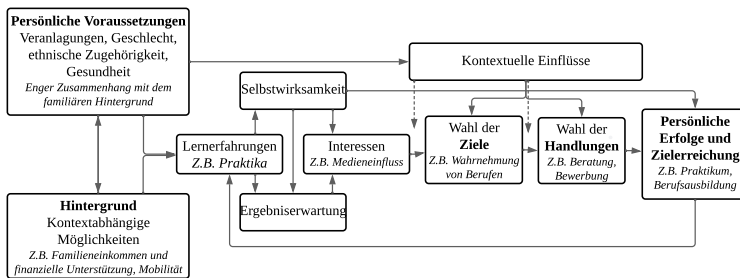 Persönliche Voraussetzungen
Veranlagungen, Geschlecht,
ethnische Zugehörigkeit,
Gesundheit
Enger Zusammenhang mit dem
familiären Hintergrund
Kontextuelle Einflüsse
Selbstwirksamkeit
Lernerfahrungen
Z.B. Praktika
Interessen
Z.B. Medieneinfluss
Wahl der
Ziele
Z.B. Wahrnehmung
von Berufen
Wahl der
Handlungen
Z.B. Beratung,
Bewerbung
Persönliche
Erfolge und
Zielerreichung
Z.B. Praktikum,
Berufsausbildung
Ergebniserwartung
Hintergrund
Kontextabhängige
Möglichkeiten
Z.B. Familieneinkommen und
finanzielle Unterstützung, Mobilität